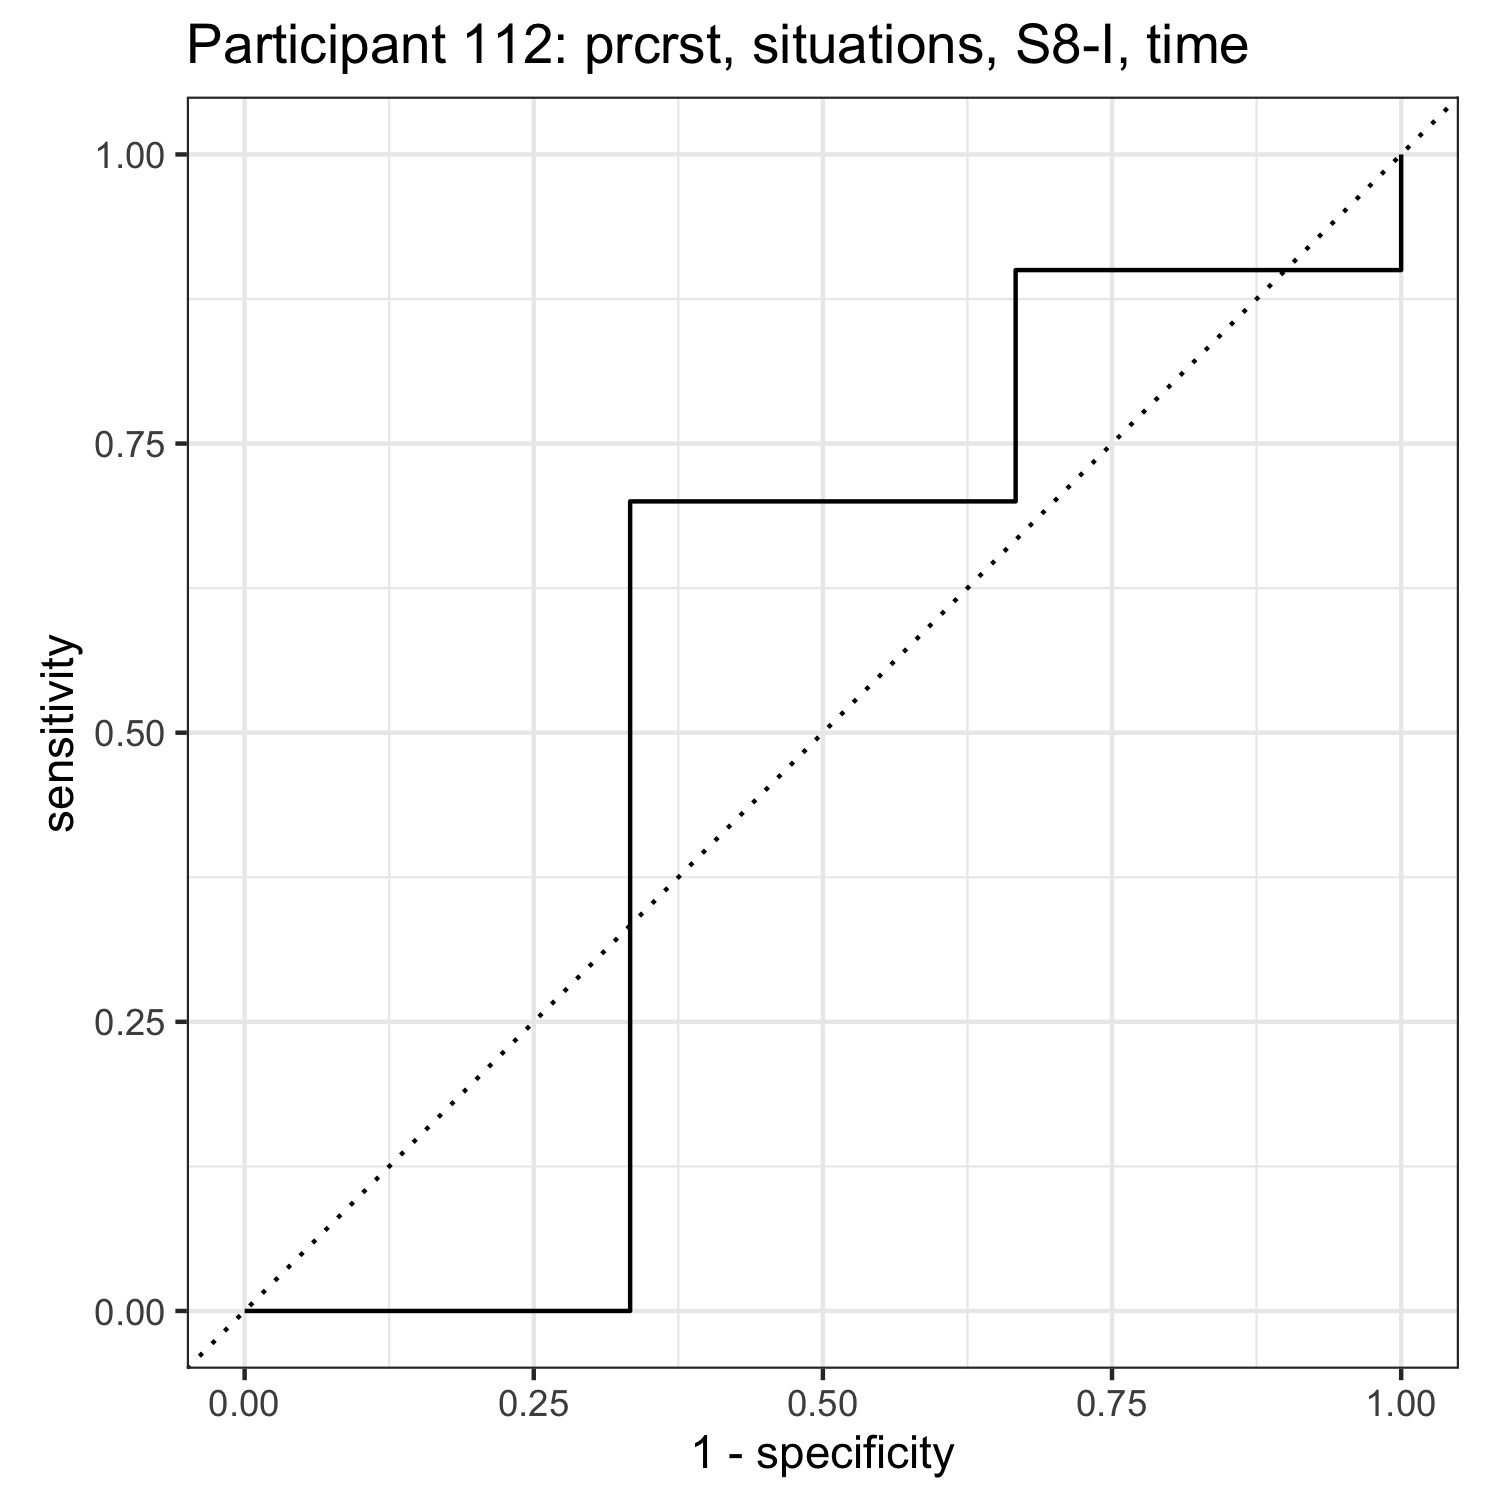 Participant 112: prcrst, situations, S8-I, time
1.00
0.75
0.50
0.25
0.00
sensitivity
0.00 0.25 0.50 0.75 1.00
1 - specificity